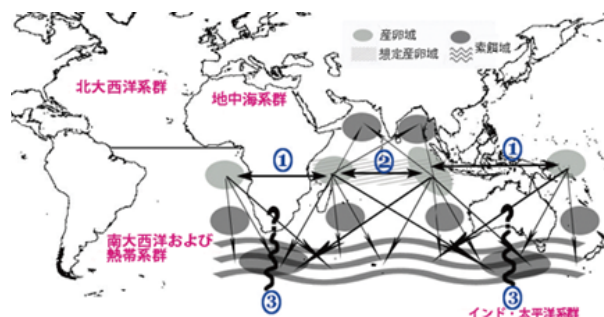 産卵域
索餌域
想定産卵域
北大西洋系群
地中海系群
①
②
①
南大西洋および
熱帯系群
③
③
インド・太平洋系群